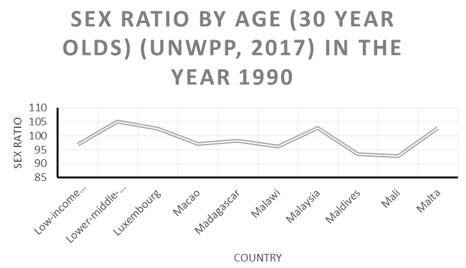 SEX RATIO BY AGE (30 YEAR
OLDS) (UNWPP, 2017) IN THE
YEAR 1990
110
105
100
95
90
85
SEX RATIO
Low-income...
Lower-middle-...
Luxembourg
Macao
Madagascar
Malawi
Malaysia
Maldives
Mali
Malta
COUNTRY